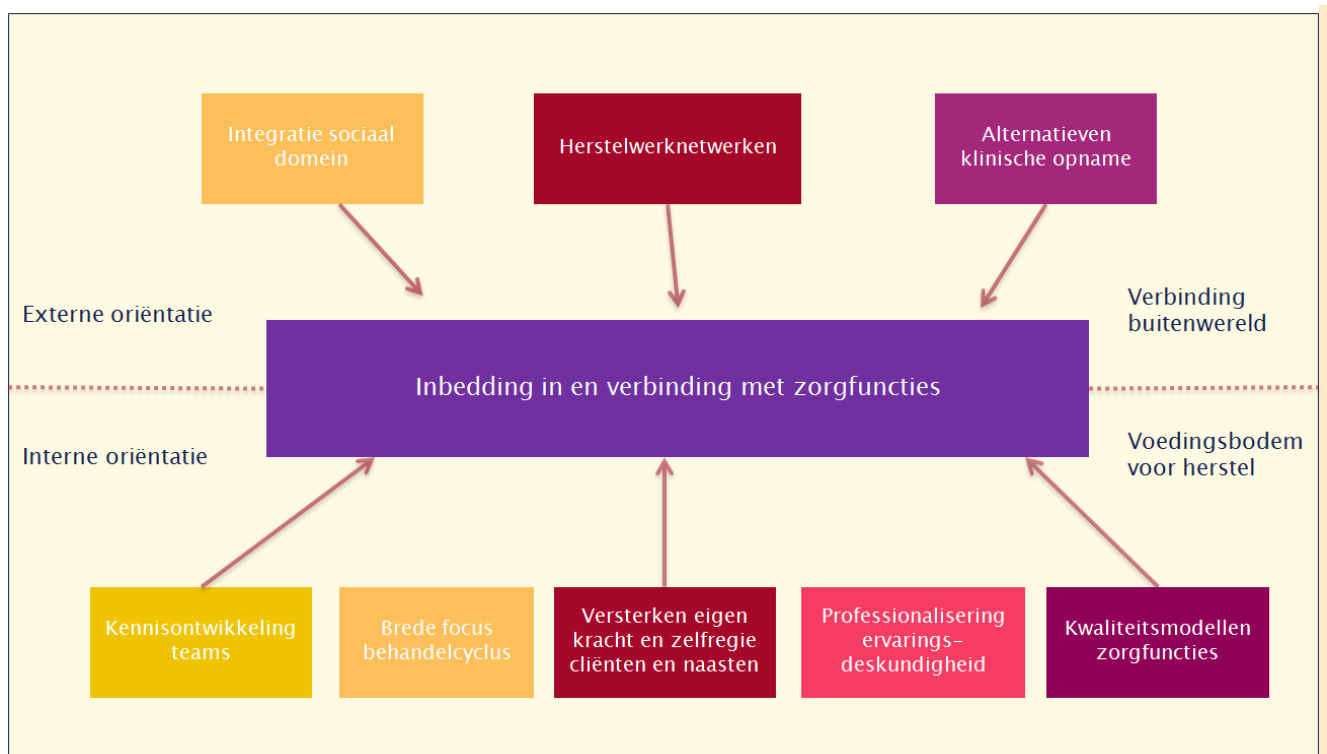 Integratie sociaal
domein
Herstelwerknetwerken
Alternatieven
klinische opname
Externe oriëntatie
Verbinding
buitenwereld
Inbedding in en verbinding met zorgfuncties
Interne oriëntatie
Voedingsbodem
voor herstel
Kennisontwikkeling
teams
Brede focus
behandelcyclus
Versterken eigen
kracht en zelfregie
cliënten en naasten
Professionalisering
ervarings-
deskundigheid
Kwaliteitsmodellen
zorgfuncties